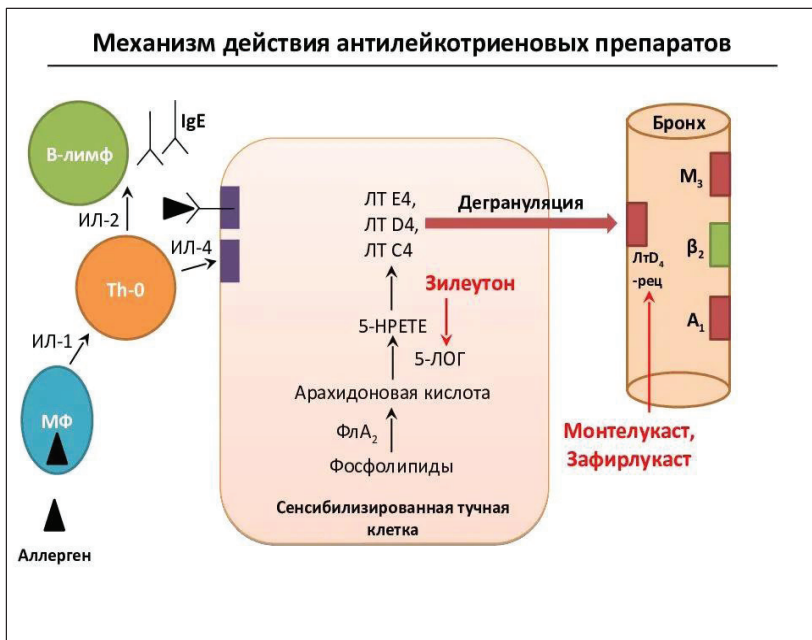 Механизм действия антилейкотриеновых препаратов
IgE
В-лимф
ИЛ-2
ИЛ-4
Th-0
ИЛ-1
МФ
Аллерген
ЛТ E4,
ЛТ D4,
ЛТ C4
Дегрануляция
Зилеутон
5-НРЕТЕ
5-ЛОГ
Арахидоновая кислота
ФлА₂
Фосфолипиды
Сенсибилизированная тучная
клетка
Бронх
М₃
β₂
А₁
ЛтD₄
-рец
Монтелукаст,
Зафирлукаст